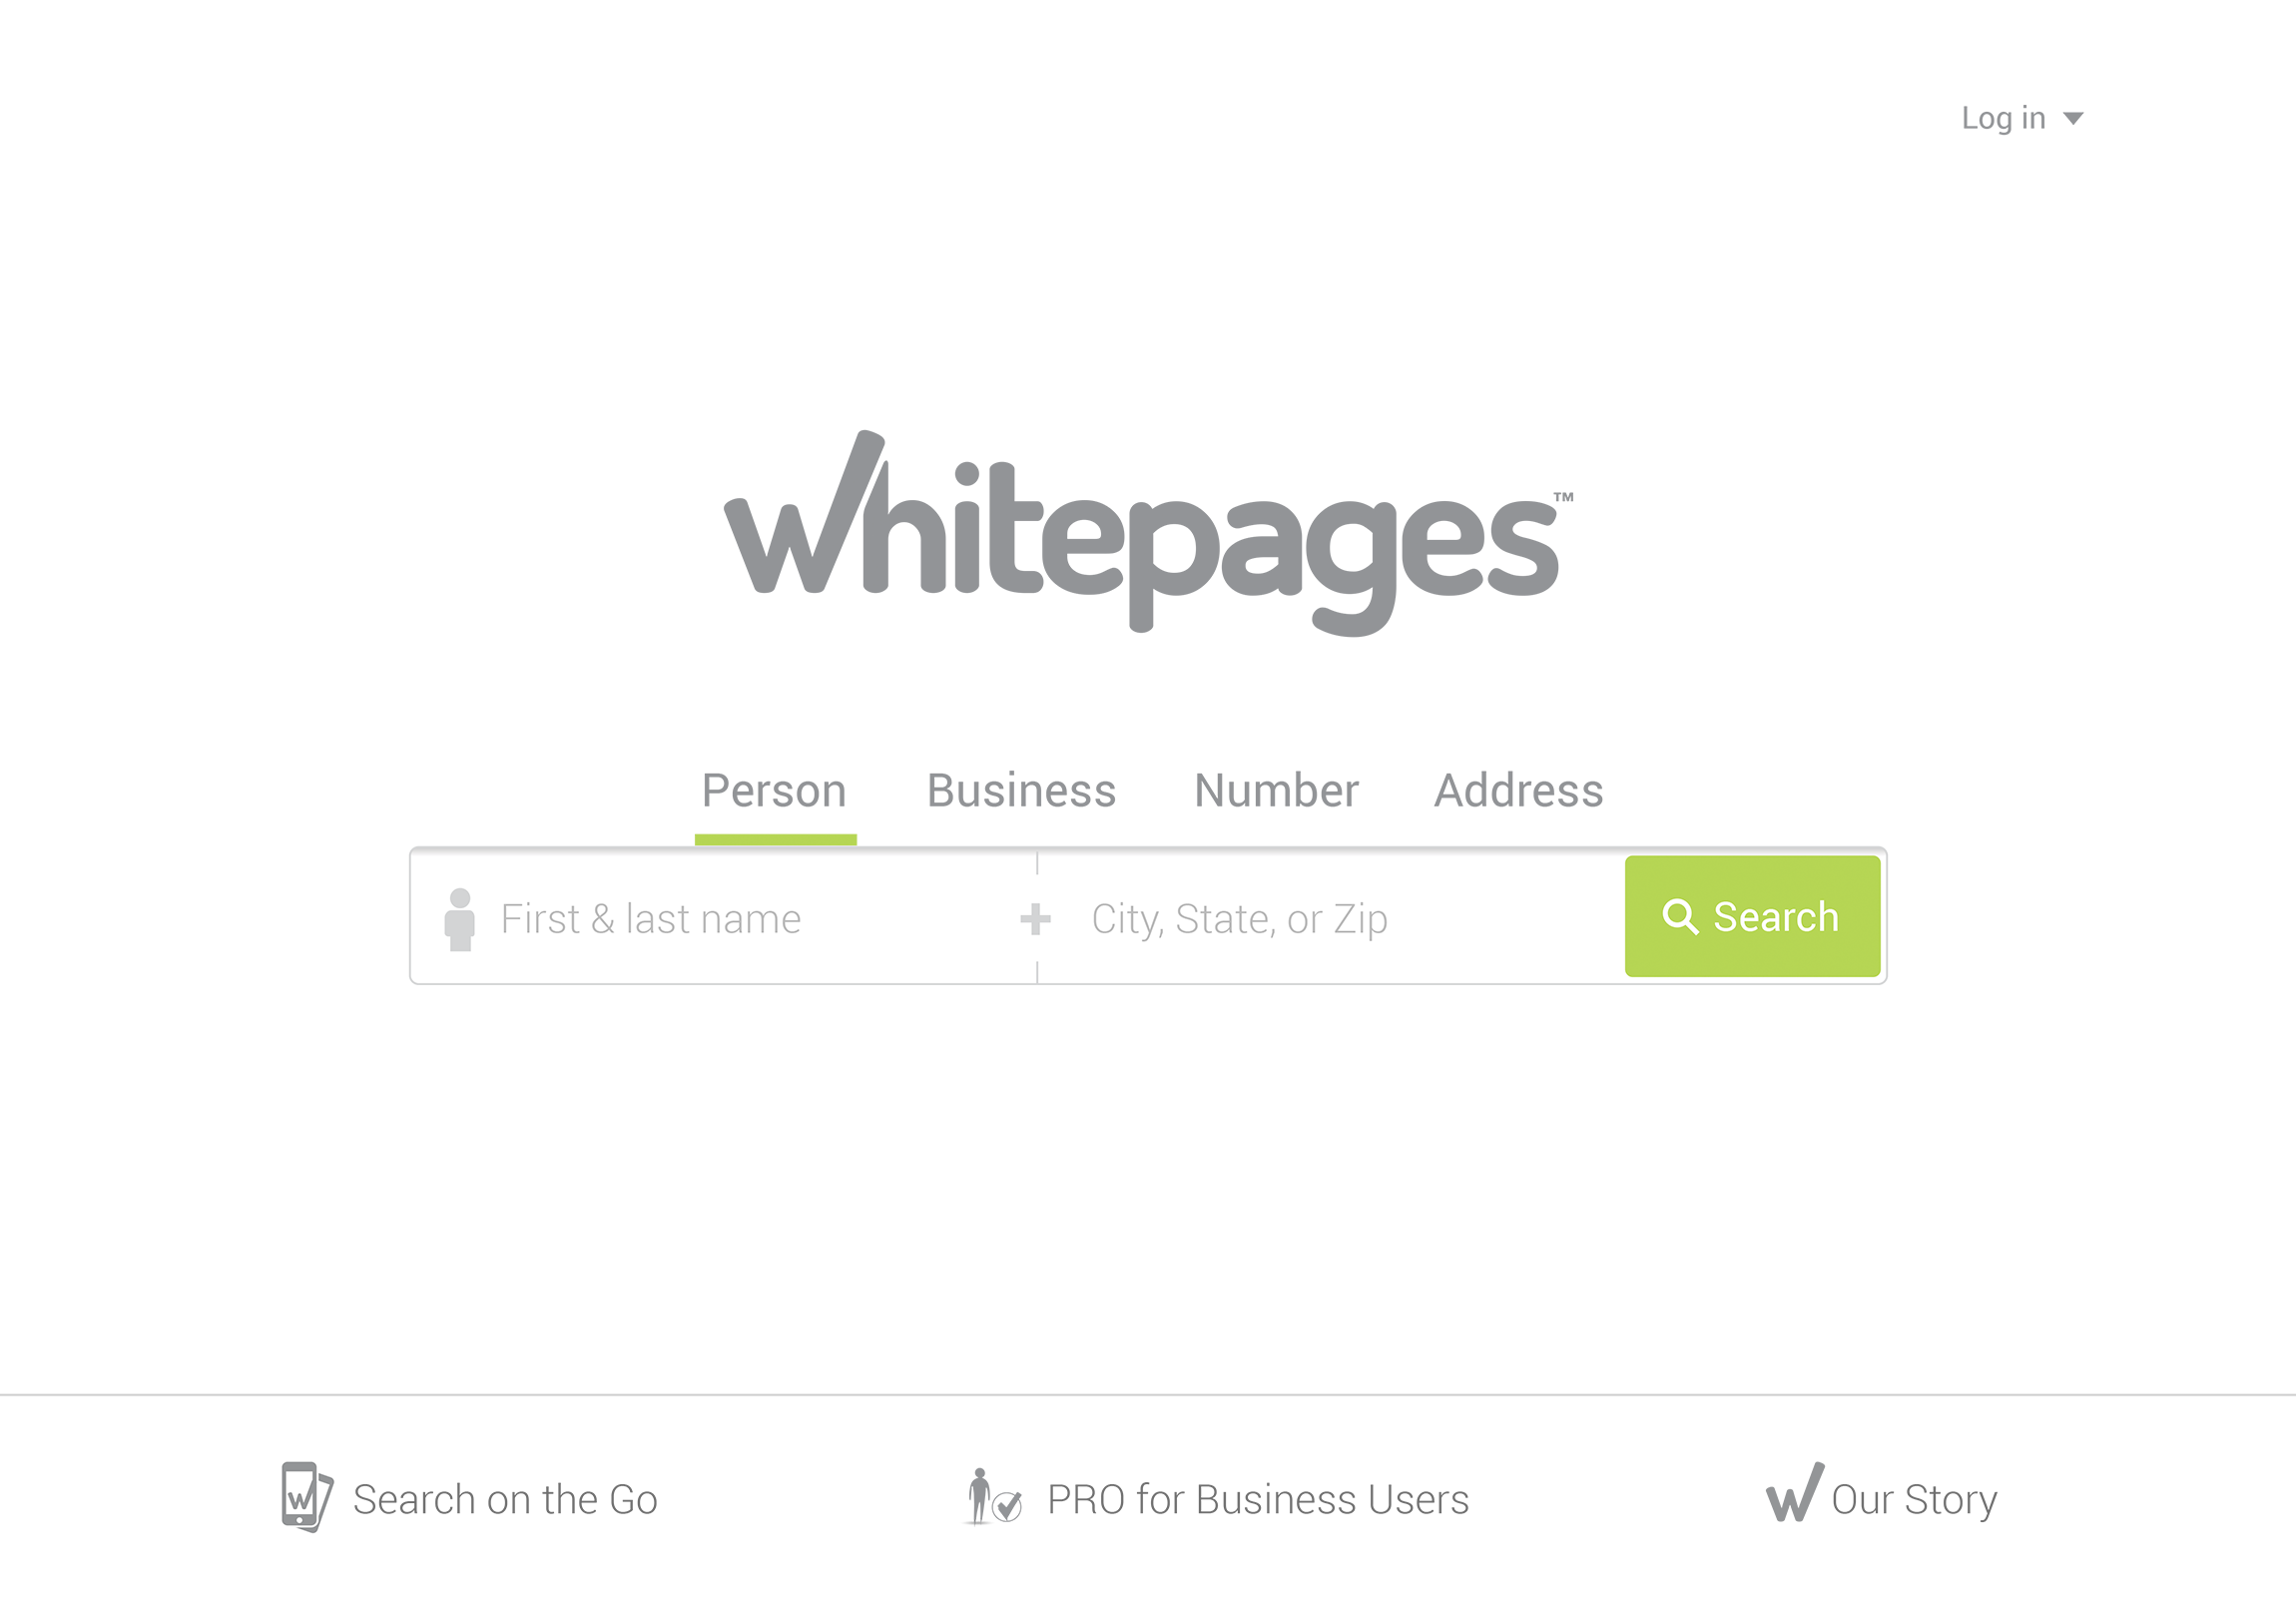 Log in
whitepages™
Person Business Number Address
First & last name City, State, or Zip Search
Search on the Go PRO for Business Users Our Story